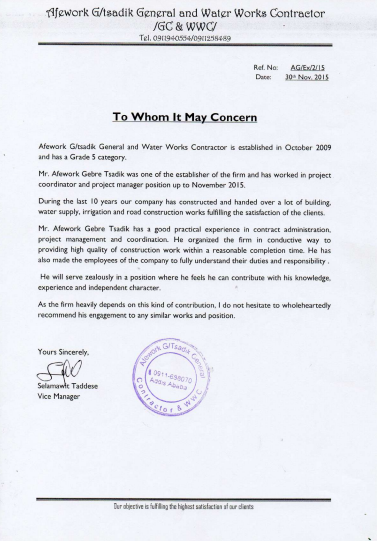 Afework G/tsadik General and Water Works Contractor
/GC & WWC/
Tel. 0911940554/0911258489
Ref. No: AG/Ex/2/15
Date: 30th Nov. 2015
To Whom It May Concern
Afework G/tsadik General and Water Works Contractor is established in October 2009
and has a Grade 5 category.
Mr. Afework Gebre Tsadik was one of the establisher of the firm and has worked in project
coordinator and project manager position up to November 2015.
During the last 10 years our company has constructed and handed over a lot of building,
water supply, irrigation and road construction works fulfilling the satisfaction of the clients.
Mr. Afework Gebre Tsadik has a good practical experience in contract administration,
project management and coordination. He organized the firm in conductive way to
providing high quality of construction work within a reasonable completion time. He has
also made the employees of the company to fully understand their duties and responsibility .
He will serve zealously in a position where he feels he can contribute with his knowledge,
experience and independent character.
As the firm heavily depends on this kind of contribution, I do not hesitate to wholeheartedly
recommend his engagement to any similar works and position.
Yours Sincerely,
Selamawit Taddese
Vice Manager
Afework G/Tsadik General
0911-698070
Addis Ababa
Contractor & WWC
Our objective is fulfilling the highest satisfaction of our clients